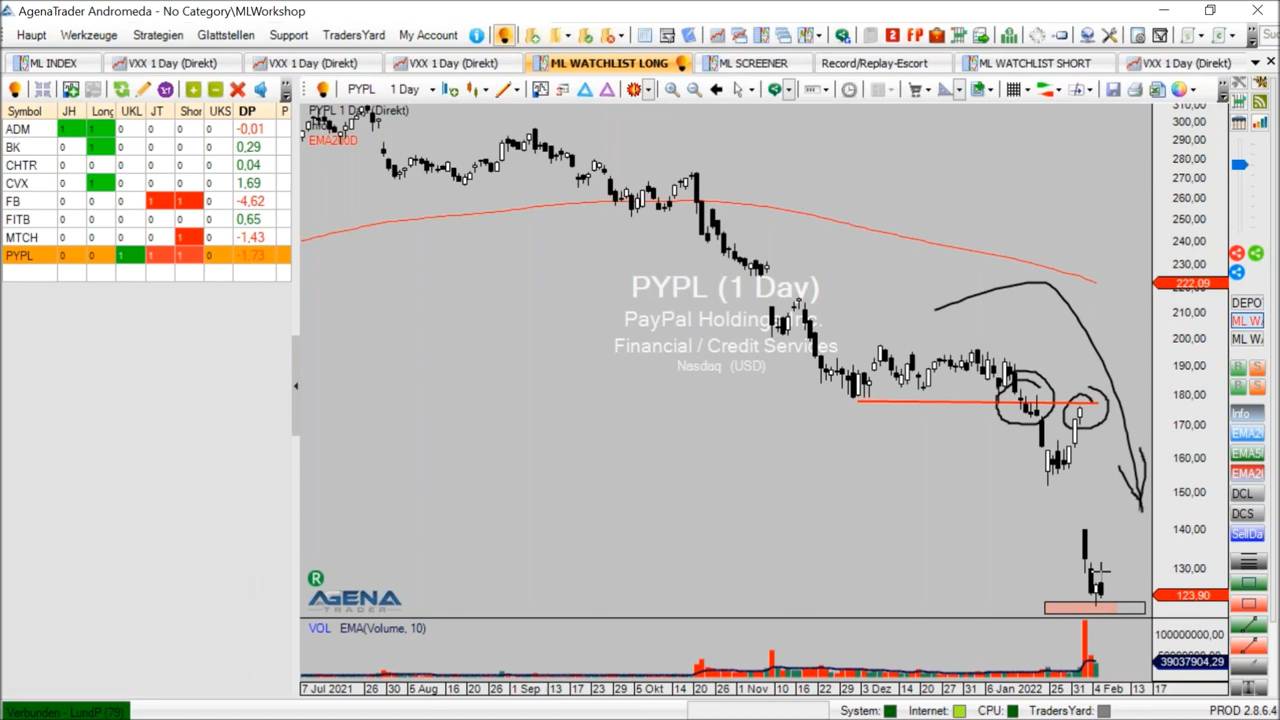 AgenaTrader Andromeda - No Category\MLWorkshop
Haupt Werkzeuge Strategien Glattstellen Support TradersYard My Account
ML INDEX VXX 1 Day (Direkt) VXX 1 Day (Direkt) VXX 1 Day (Direkt) ML WATCHLIST LONG ML SCREENER Record/Replay-Escort ML WATCHLIST SHORT VXX 1 Day (Direkt)
PYPL 1 Day
Symbol JH Long UKL JT Shor UKS DP P
ADM 1 1 0 0 0 0 -0,01
BK 0 1 0 0 0 0 0,29
CHTR 0 0 0 0 0 0 0,04
CVX 0 1 0 0 0 0 1,69
FB 0 0 0 1 1 0 -4,62
FITB 0 0 0 0 0 0 0,65
MTCH 0 0 0 0 1 0 -1,43
PYPL 0 0 1 1 1 0 -1,73
PYPL 1 Day (Direkt)
EMA200D
PYPL (1 Day)
PayPal Holdings Inc.
Financial / Credit Services
Nasdaq (USD)
310,00
300,00
290,00
280,00
270,00
260,00
250,00
240,00
230,00
222,09
210,00
200,00
190,00
180,00
170,00
160,00
150,00
140,00
130,00
123,90
DEPO
ML W
ML W
R S
R S
Info
EMA2
EMA5
EMA2
DCL
DCS
SellDa
R
AGENA
TRADER
VOL EMA(Volume, 10)
100000000,00
39037904,29
7 Jul 2021 26 5 Aug 16 20 26 1 Sep 13 17 23 29 5 Okt 14 20 26 1 Nov 10 16 22 29 3 Dez 14 20 27 31 6 Jan 2022 25 31 4 Feb 13 17
Verbunden - LundP (79)
System: Internet: CPU: TradersYard: PROD 2.8.6.4